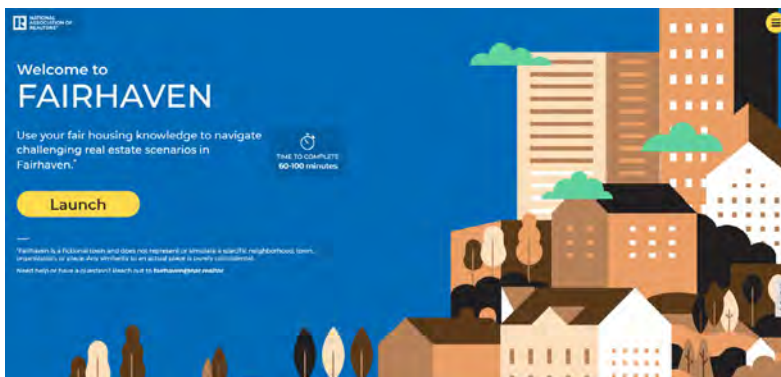 NATIONAL
ASSOCIATION OF
REALTORS®
Welcome to
FAIRHAVEN
Use your fair housing knowledge to navigate
challenging real estate scenarios in
Fairhaven.*
TIME TO COMPLETE
60-100 minutes
Launch
*Fairhaven is a fictional town and does not represent or simulate a specific neighborhood, town,
organization, or place. Any similarity to an actual place is purely coincidental.
Need help or have a question? Reach out to fairhaven@nar.realtor